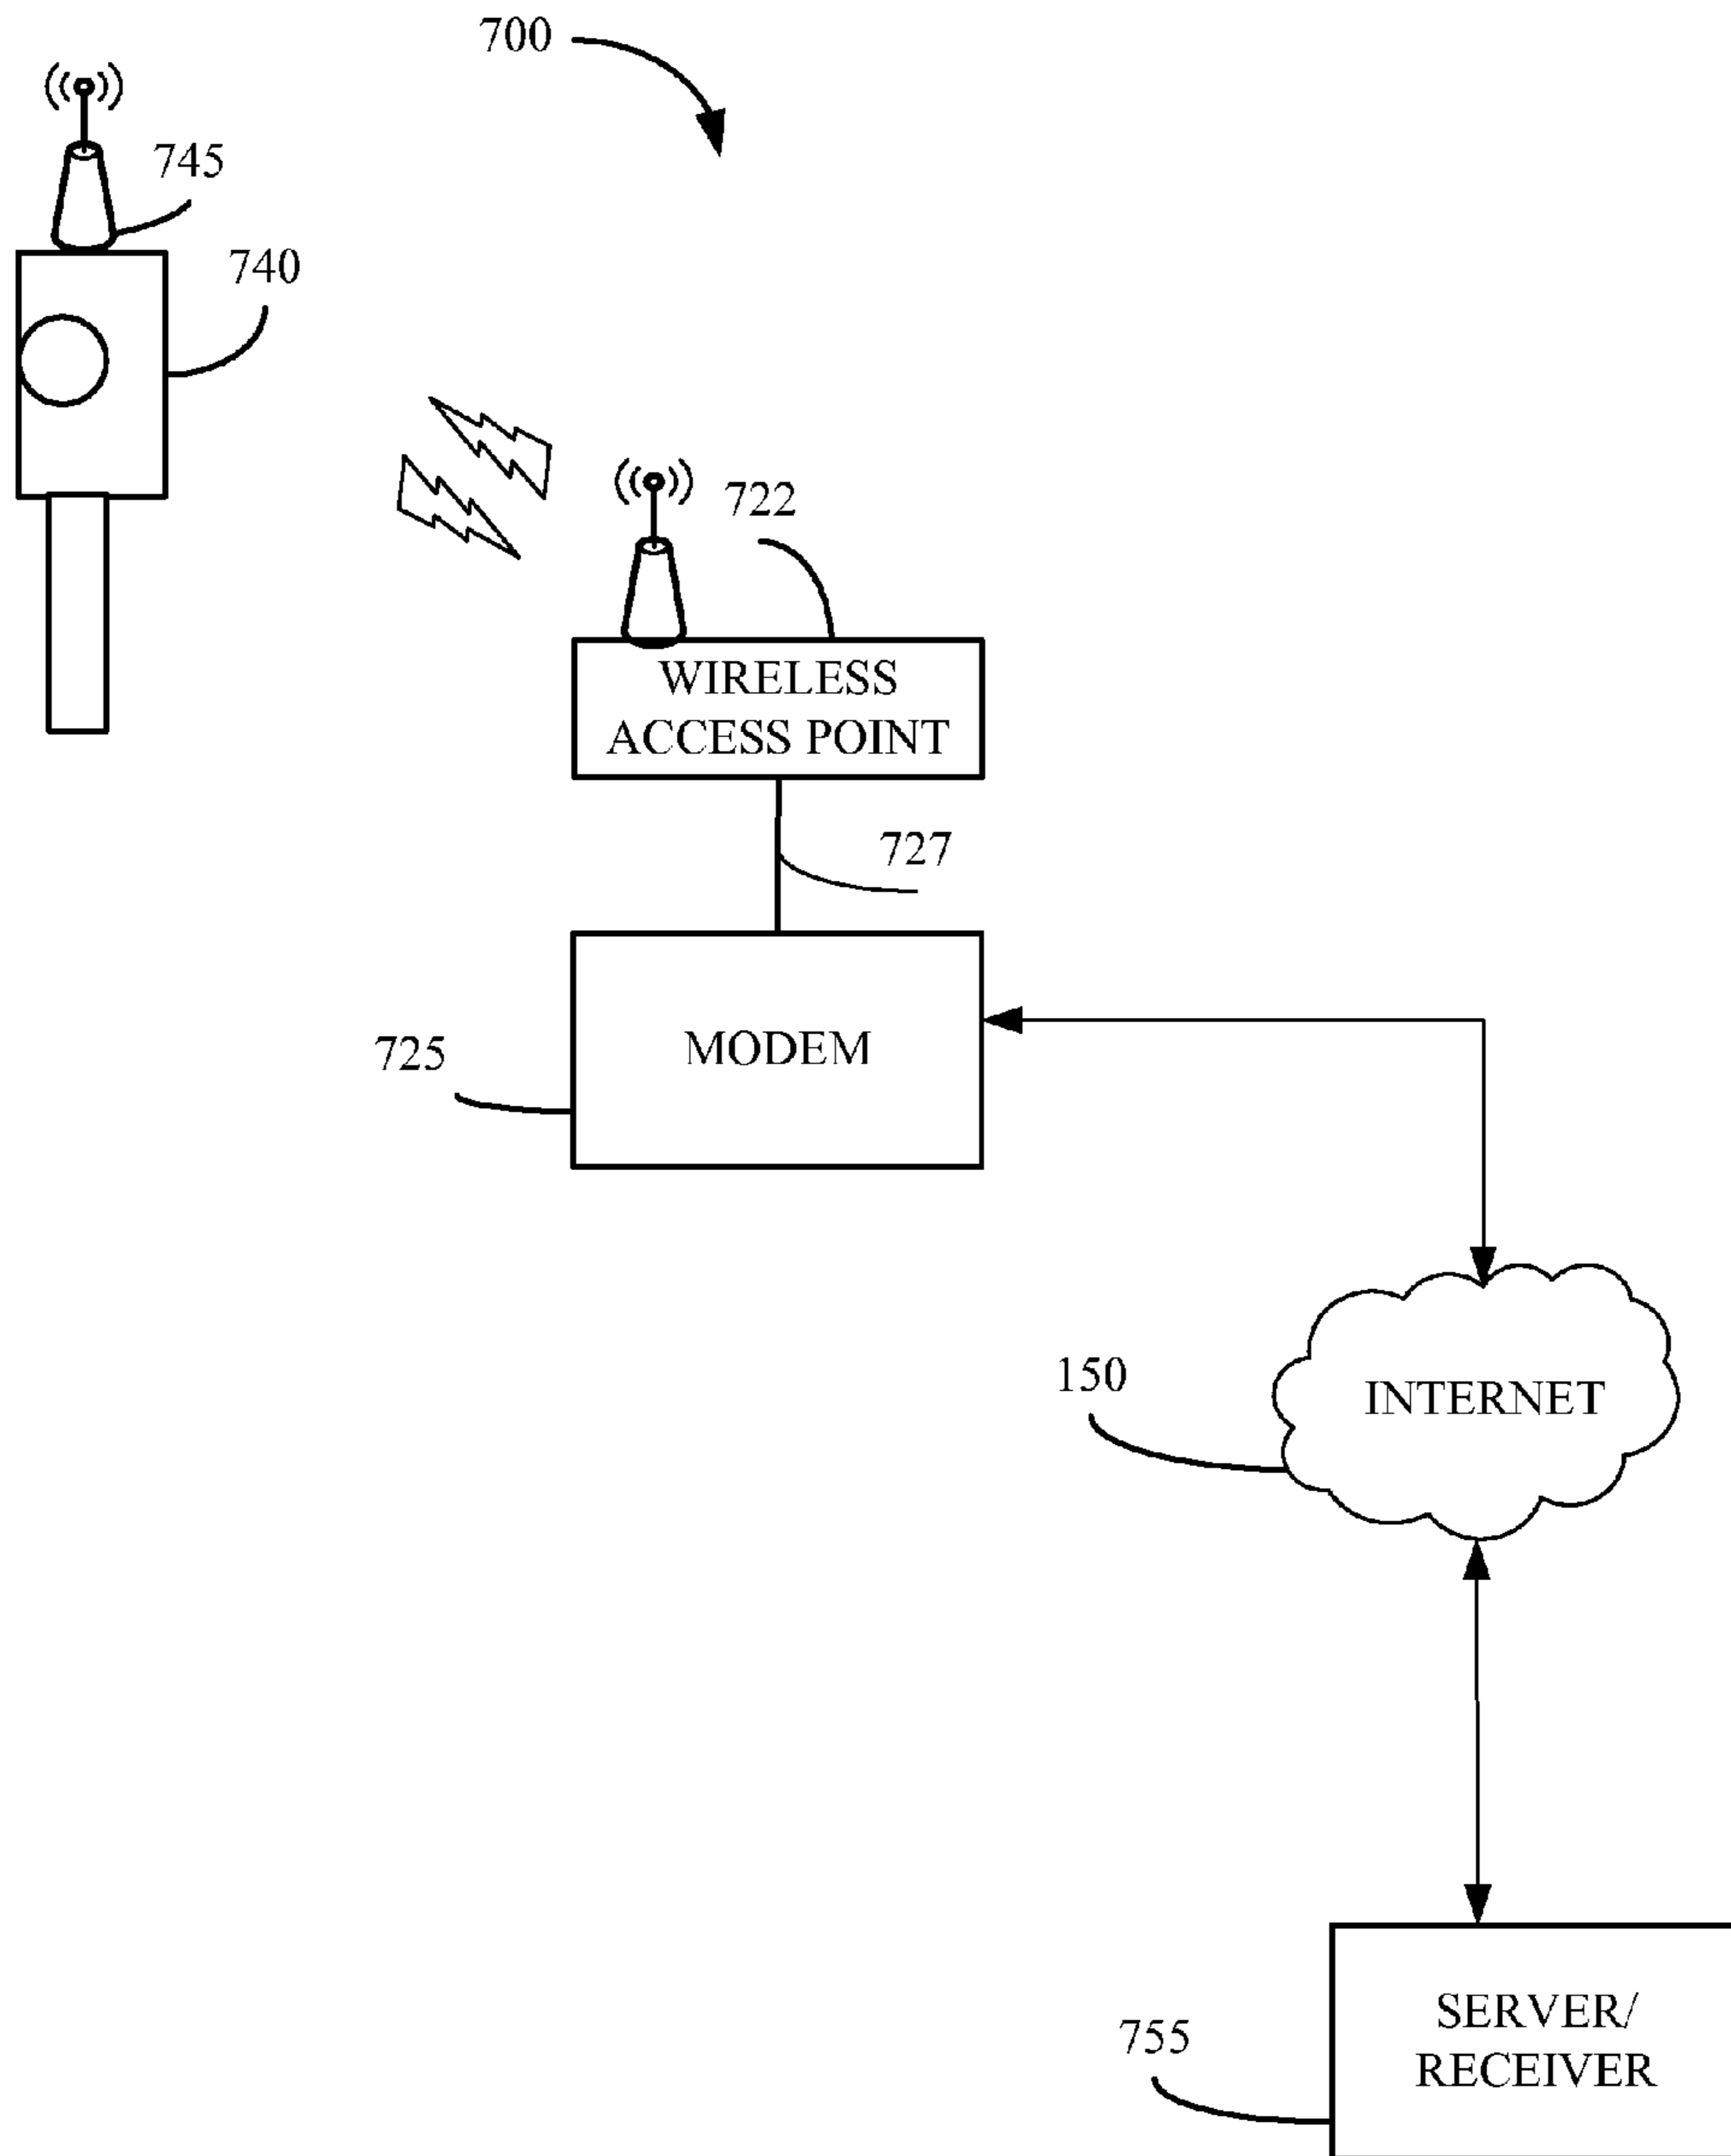 700
745
740
722
WIRELESS
ACCESS POINT
727
MODEM
725
150
INTERNET
SERVER/
RECEIVER
755